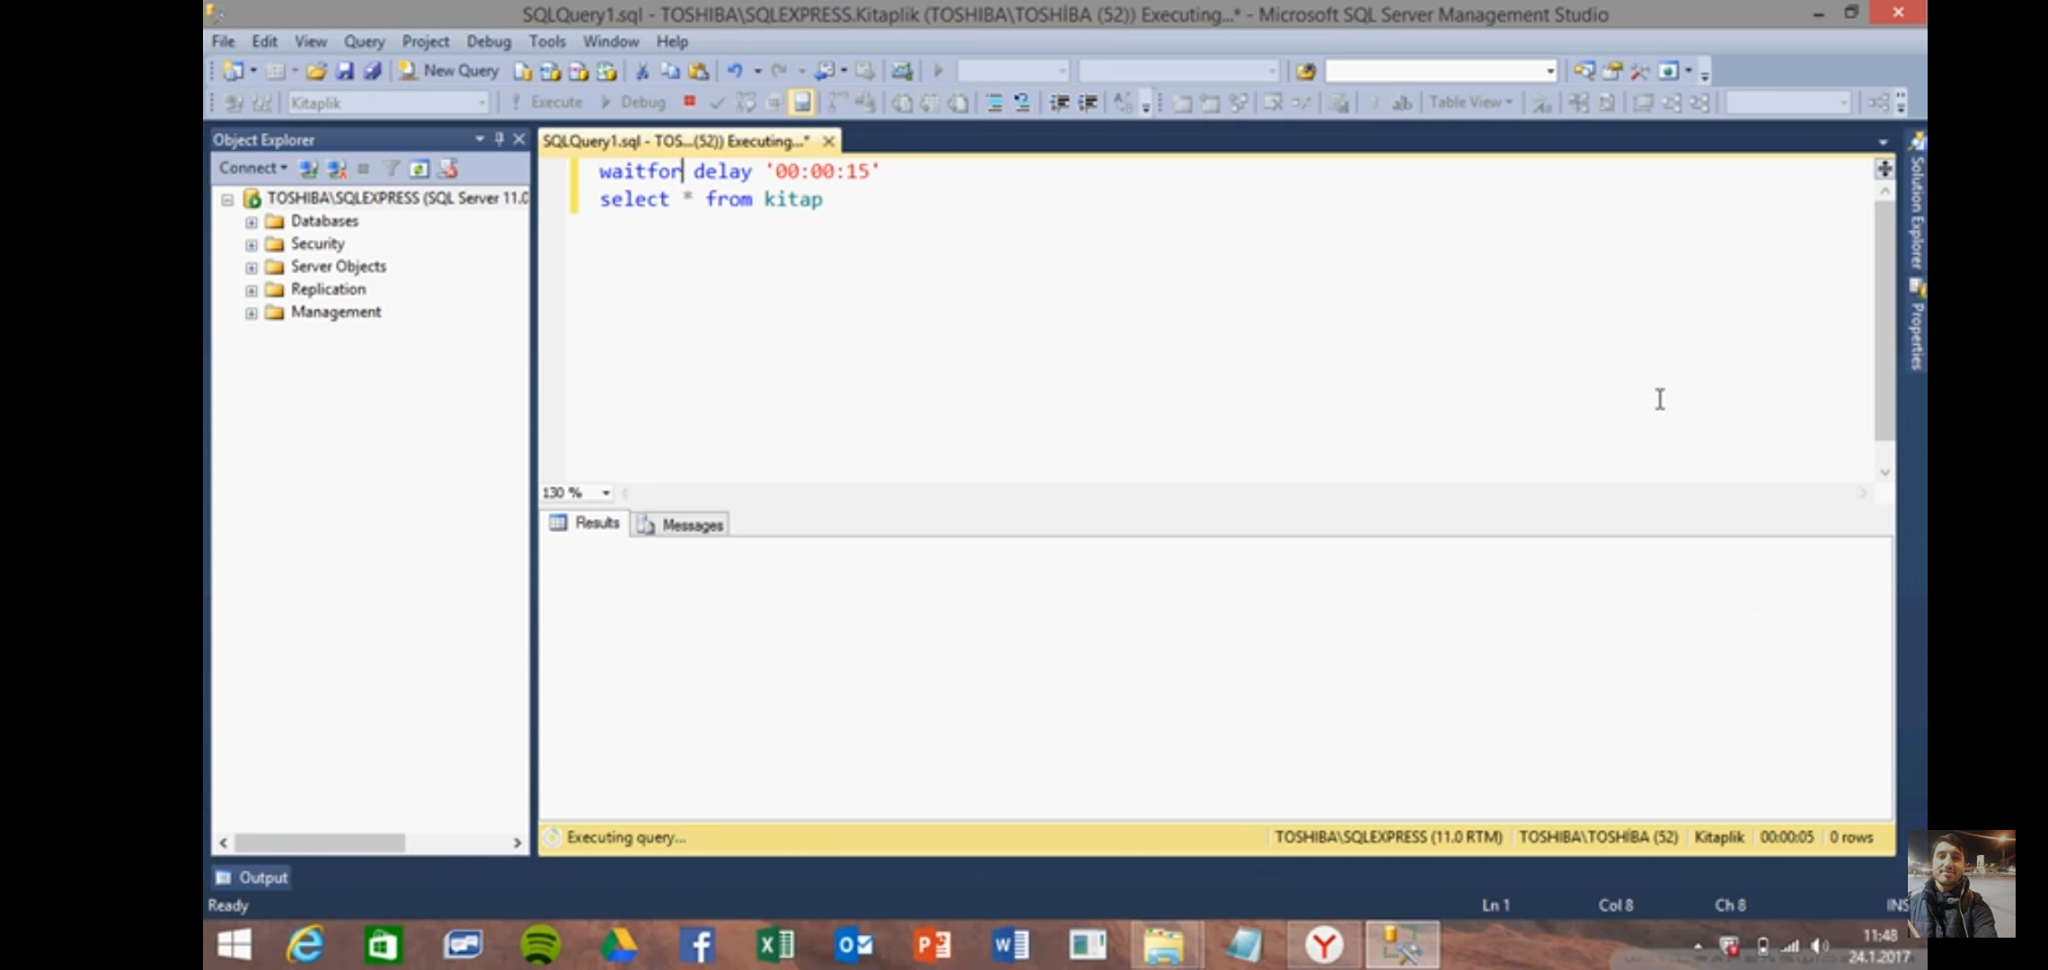 SQLQuery1.sql - TOSHIBA\SQLEXPRESS.Kitaplik (TOSHIBA\TOSHİBA (52)) Executing...* - Microsoft SQL Server Management Studio
File Edit View Query Project Debug Tools Window Help
New Query
Kitaplik Execute Debug Table View
Object Explorer
SQLQuery1.sql - TOS...(52)) Executing...*
Connect
TOSHIBA\SQLEXPRESS (SQL Server 11.0
Databases
Security
Server Objects
Replication
Management
waitfor delay '00:00:15'
select * from kitap
Solution Explorer
Properties
130 %
Results Messages
Executing query... TOSHIBA\SQLEXPRESS (11.0 RTM) TOSHIBA\TOSHİBA (52) Kitaplik 00:00:05 0 rows
Output
Ready Ln 1 Col 8 Ch 8 INS
11:48
24.1.2017